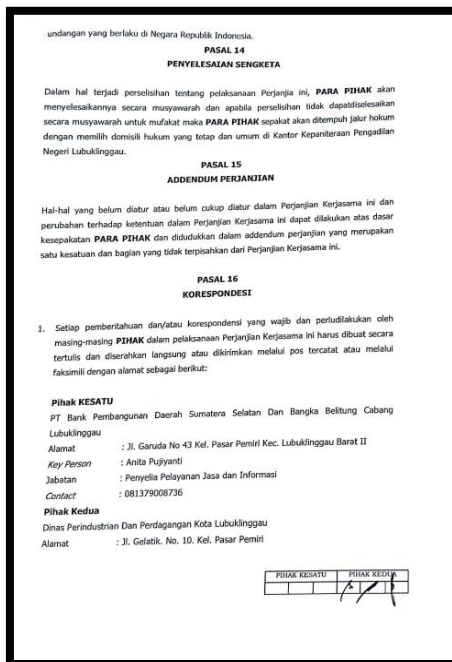 undangan yang berlaku di Negara Republik Indonesia.
PASAL 14
PENYELESAIAN SENGKETA
Dalam hal terjadi perselisihan tentang pelaksanaan Perjanjia ini, PARA PIHAK akan
menyelesaikannya secara musyawarah dan apabila perselisihan tidak dapatdiselesaikan
secara musyawarah untuk mufakat maka PARA PIHAK sepakat akan ditempuh jalur hokum
dengan memilih domisili hukum yang tetap dan umum di Kantor Kepaniteraan Pengadilan
Negeri Lubuklinggau.
PASAL 15
ADDENDUM PERJANJIAN
Hal-hal yang belum diatur atau belum cukup diatur dalam Perjanjian Kerjasama ini dan
perubahan terhadap ketentuan dalam Perjanjian Kerjasama ini dapat dilakukan atas dasar
kesepakatan PARA PIHAK dan didudukkan dalam addendum perjanjian yang merupakan
satu kesatuan dan bagian yang tidak terpisahkan dari Perjanjian Kerjasama ini.
PASAL 16
KORESPONDESI
1. Setiap pemberitahuan dan/atau korespondensi yang wajib dan perludilakukan oleh
masing-masing PIHAK dalam pelaksanaan Perjanjian Kerjasama ini harus dibuat secara
tertulis dan diserahkan langsung atau dikirimkan melalui pos tercatat atau melalui
faksimili dengan alamat sebagai berikut:
Pihak KESATU
PT Bank Pembangunan Daerah Sumatera Selatan Dan Bangka Belitung Cabang
Lubuklinggau
Alamat : Jl. Garuda No 43 Kel. Pasar Pemiri Kec. Lubuklinggau Barat II
Key Person : Anita Pujiyanti
Jabatan : Penyelia Pelayanan Jasa dan Informasi
Contact : 081379008736
Pihak Kedua
Dinas Perindustrian Dan Perdagangan Kota Lubuklinggau
Alamat : Jl. Gelatik. No. 10. Kel. Pasar Pemiri
PIHAK KESATU PIHAK KEDUA